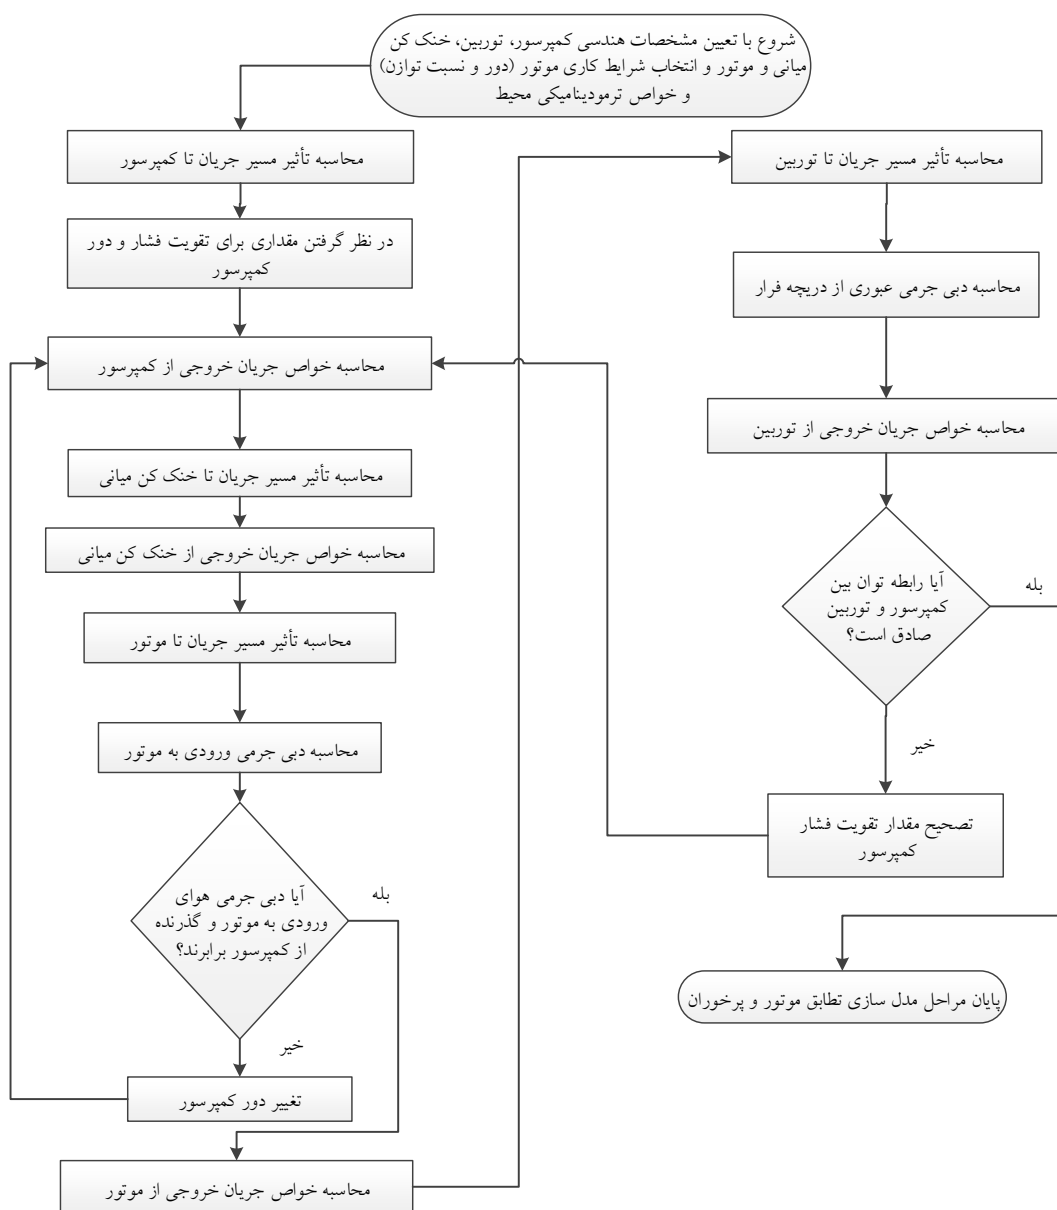 شروع با تعیین مشخصات هندسی کمپرسور، توربین، خنک کن
میانی و موتور و انتخاب شرایط کاری موتور (دور و نسبت توازن)
و خواص ترمودینامیکی محیط
محاسبه تأثیر مسیر جریان تا کمپرسور
در نظر گرفتن مقداری برای تقویت فشار و دور
کمپرسور
محاسبه خواص جریان خروجی از کمپرسور
محاسبه تأثیر مسیر جریان تا خنک کن میانی
محاسبه خواص جریان خروجی از خنک کن میانی
محاسبه تأثیر مسیر جریان تا موتور
محاسبه دبی جرمی ورودی به موتور
آیا دبی جرمی هوای
ورودی به موتور و گذرنده
از کمپرسور برابرند؟
بله
خیر
تغییر دور کمپرسور
محاسبه خواص جریان خروجی از موتور
محاسبه تأثیر مسیر جریان تا توربین
محاسبه دبی جرمی عبوری از دریچه فرار
محاسبه خواص جریان خروجی از توربین
آیا رابطه توان بین
کمپرسور و توربین
صادق است؟
بله
خیر
تصحیح مقدار تقویت فشار
کمپرسور
پایان مراحل مدل سازی تطابق موتور و پرخوران